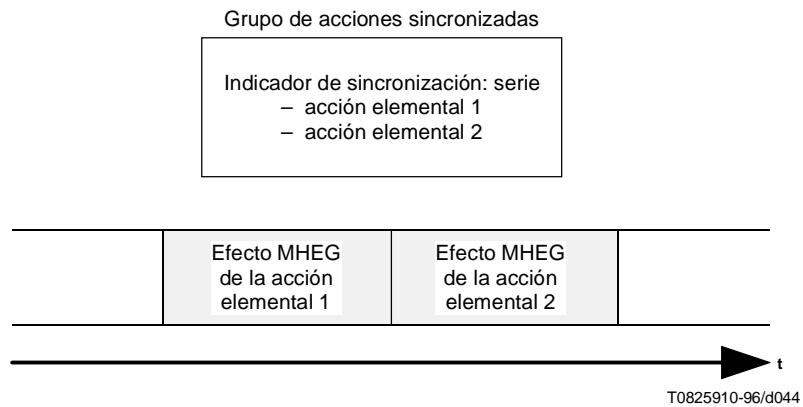 Grupo de acciones sincronizadas
Indicador de sincronización: serie
– acción elemental 1
– acción elemental 2
Efecto MHEG
de la acción
elemental 1
Efecto MHEG
de la acción
elemental 2
t
T0825910-96/d044